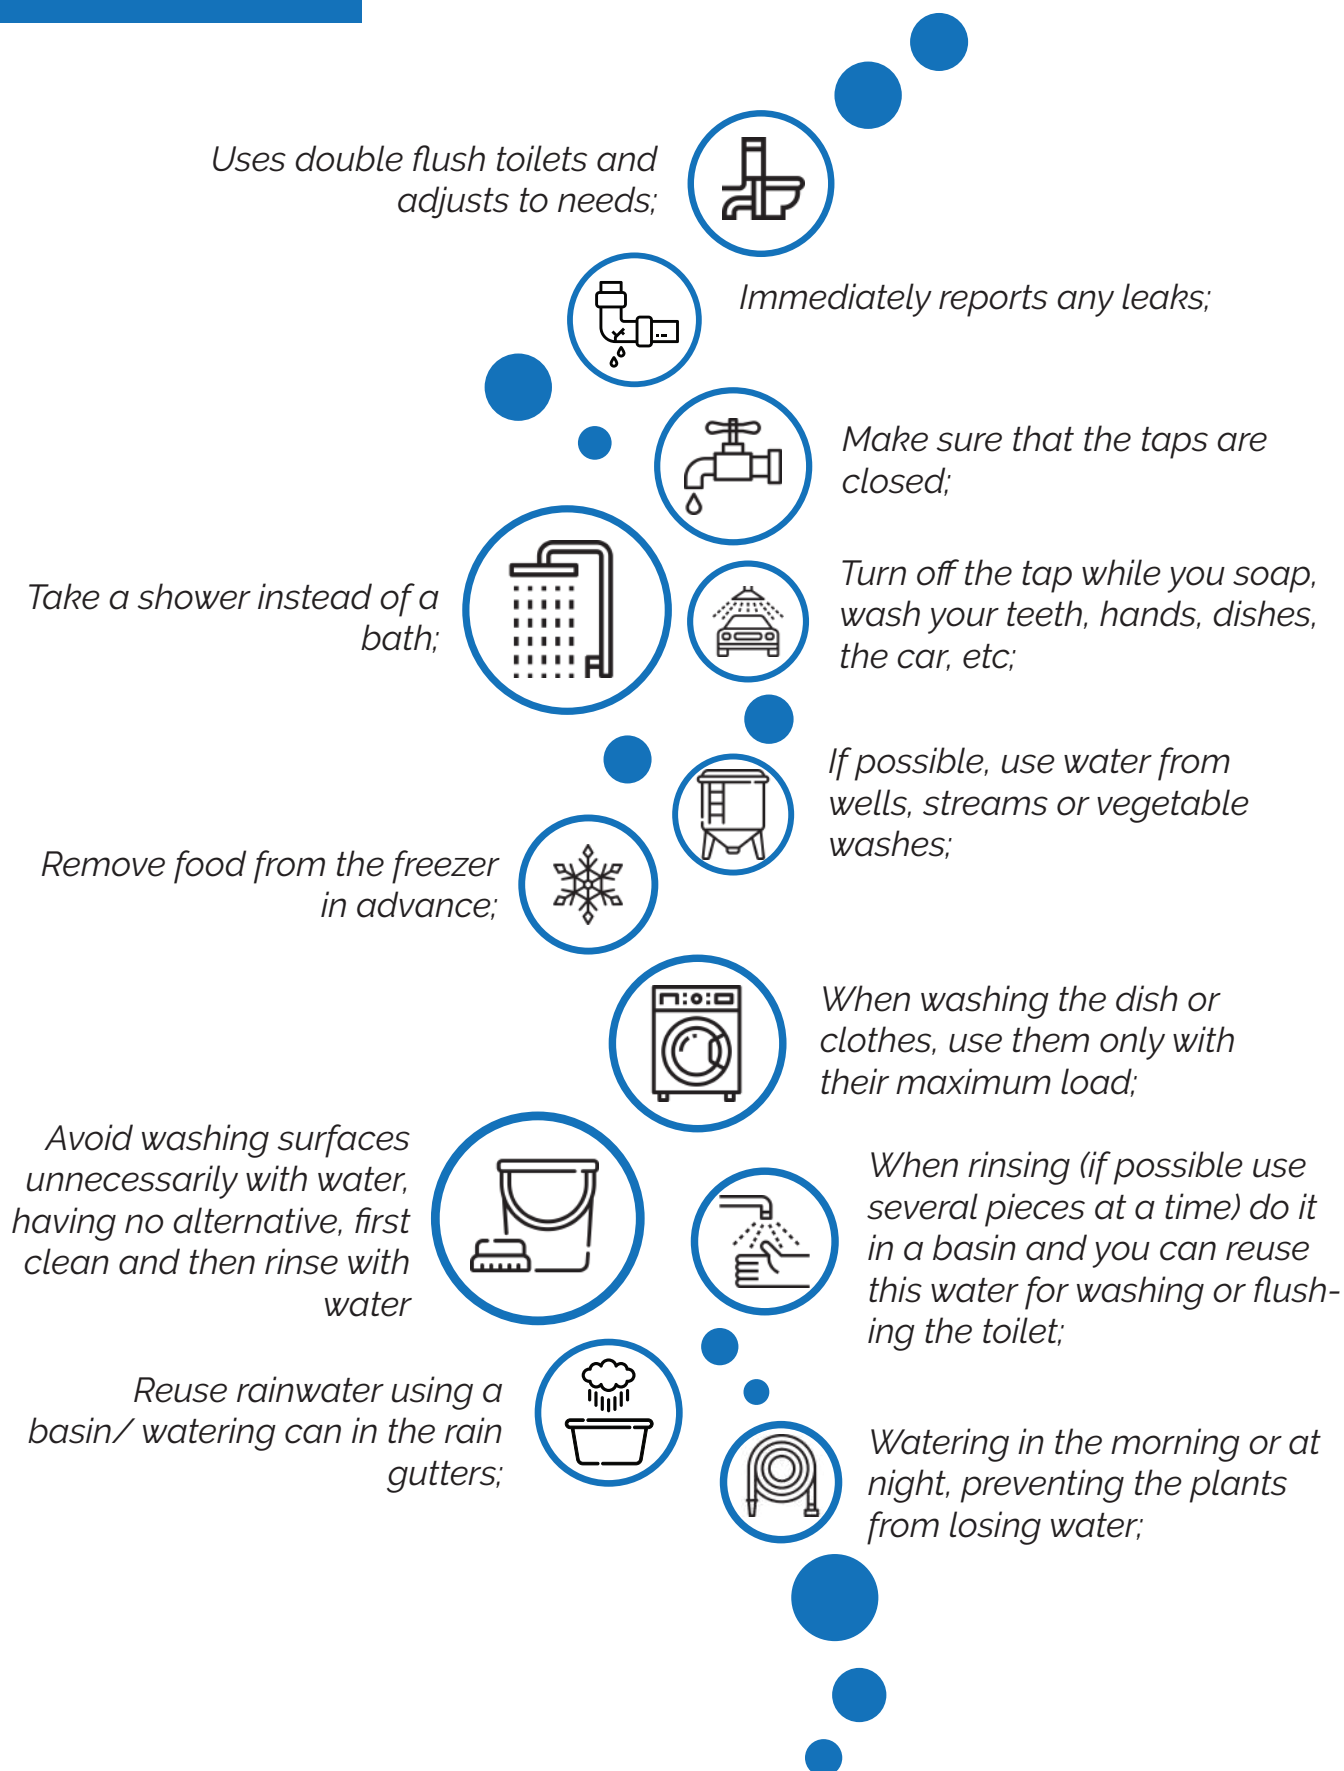 Uses double flush toilets and
adjusts to needs;
Immediately reports any leaks;
Make sure that the taps are
closed;
Take a shower instead of a
bath;
Turn off the tap while you soap,
wash your teeth, hands, dishes,
the car, etc;
If possible, use water from
wells, streams or vegetable
washes;
Remove food from the freezer
in advance;
When washing the dish or
clothes, use them only with
their maximum load;
Avoid washing surfaces
unnecessarily with water,
having no alternative, first
clean and then rinse with
water
When rinsing (if possible use
several pieces at a time) do it
in a basin and you can reuse
this water for washing or flush-
ing the toilet;
Reuse rainwater using a
basin/ watering can in the rain
gutters;
Watering in the morning or at
night, preventing the plants
from losing water;